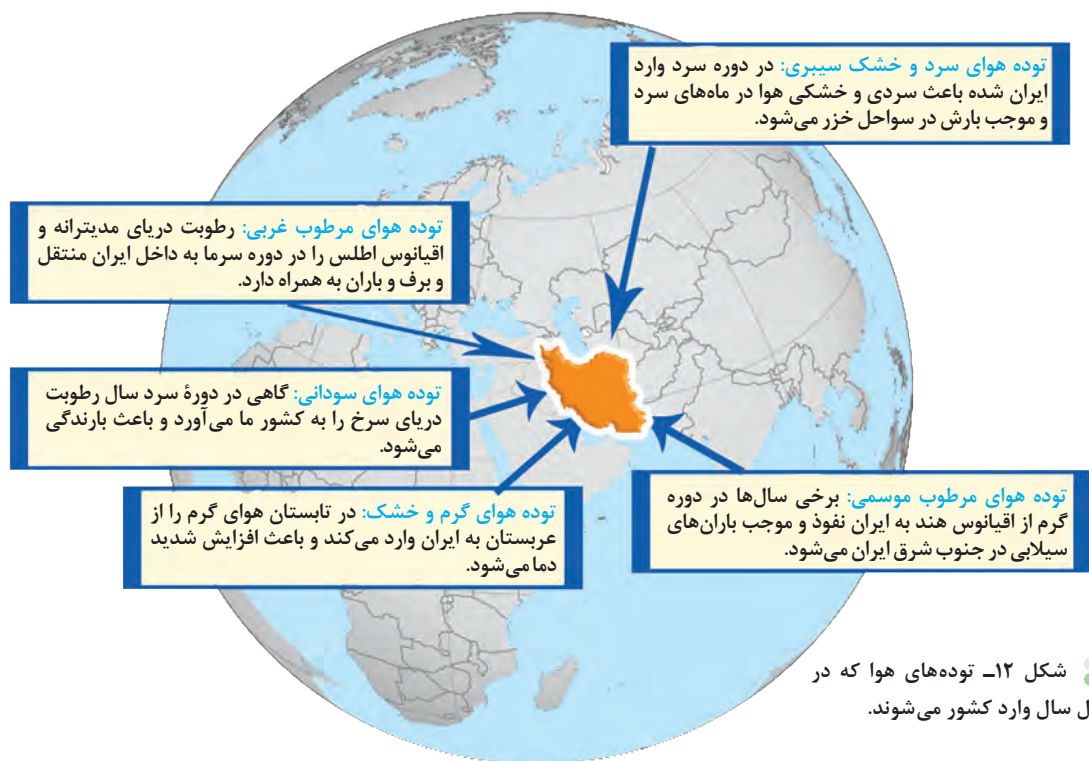 توده هوای سرد و خشک سیبری: در دوره سرد وارد
ایران شده باعث سردی و خشکی هوا در ماه‌های سرد
و موجب بارش در سواحل خزر می‌شود.
توده هوای مرطوب غربی: رطوبت دریای مدیترانه و
اقیانوس اطلس را در دوره سرما به داخل ایران منتقل
و برف و باران به همراه دارد.
توده هوای سودانی: گاهی در دورهٔ سرد سال رطوبت
دریای سرخ را به کشور ما می‌آورد و باعث بارندگی
می‌شود.
توده هوای گرم و خشک: در تابستان هوای گرم را از
عربستان به ایران وارد می‌کند و باعث افزایش شدید
دما می‌شود.
توده هوای مرطوب موسمی: برخی سال‌ها در دوره
گرم از اقیانوس هند به ایران نفوذ و موجب باران‌های
سیلابی در جنوب شرق ایران می‌شود.
شکل ۱۲ــ توده‌های هوا که در
ل سال وارد کشور می‌شوند.